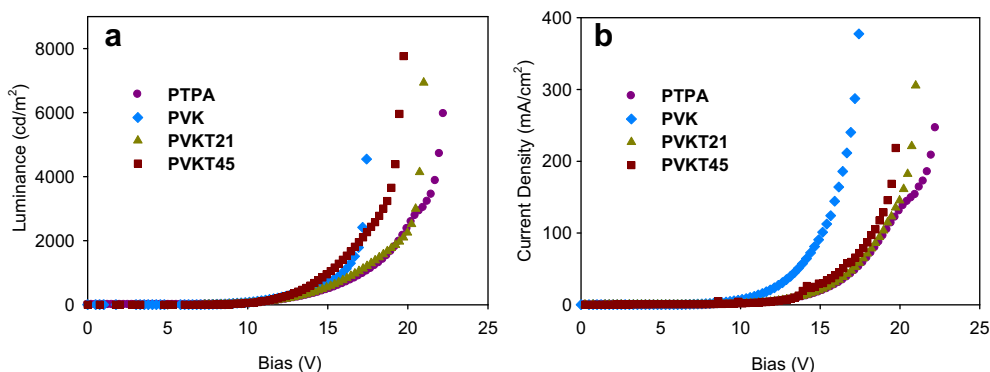 a
Luminance (cd/m²)
8000
6000
4000
2000
0
PTPA
PVK
PVKT21
PVKT45
0 5 10 15 20 25
Bias (V)
b
Current Density (mA/cm²)
400
300
200
100
0
PTPA
PVK
PVKT21
PVKT45
0 5 10 15 20 25
Bias (V)